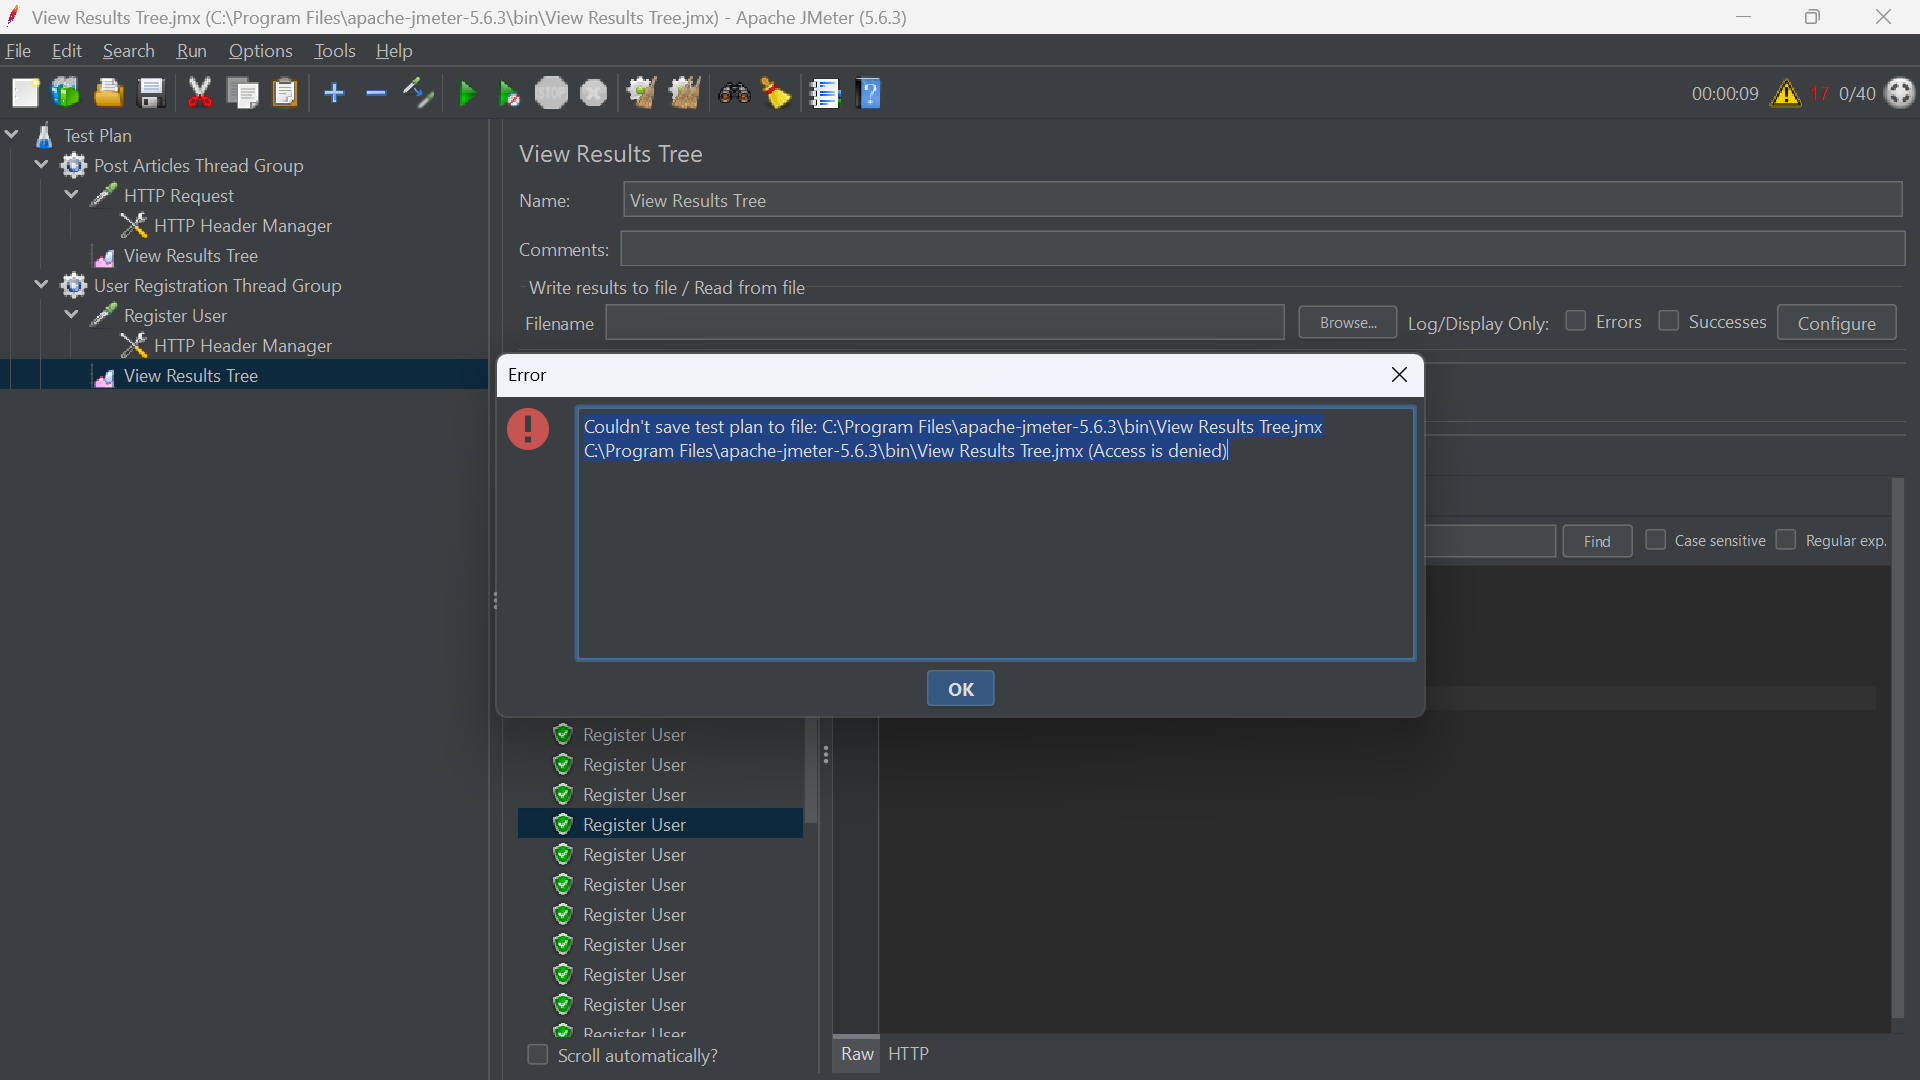 View Results Tree.jmx (C:\Program Files\apache-jmeter-5.6.3\bin\View Results Tree.jmx) - Apache JMeter (5.6.3)
File Edit Search Run Options Tools Help
STOP
00:00:09 17 0/40
Test Plan
Post Articles Thread Group
HTTP Request
HTTP Header Manager
View Results Tree
User Registration Thread Group
Register User
HTTP Header Manager
View Results Tree
View Results Tree
Name: View Results Tree
Comments:
Write results to file / Read from file
Filename Browse... Log/Display Only: Errors Successes Configure
Error
Couldn't save test plan to file: C:\Program Files\apache-jmeter-5.6.3\bin\View Results Tree.jmx
C:\Program Files\apache-jmeter-5.6.3\bin\View Results Tree.jmx (Access is denied)
OK
Find Case sensitive Regular exp.
Register User
Register User
Register User
Register User
Register User
Register User
Register User
Register User
Register User
Register User
Register User
Scroll automatically?
Raw HTTP